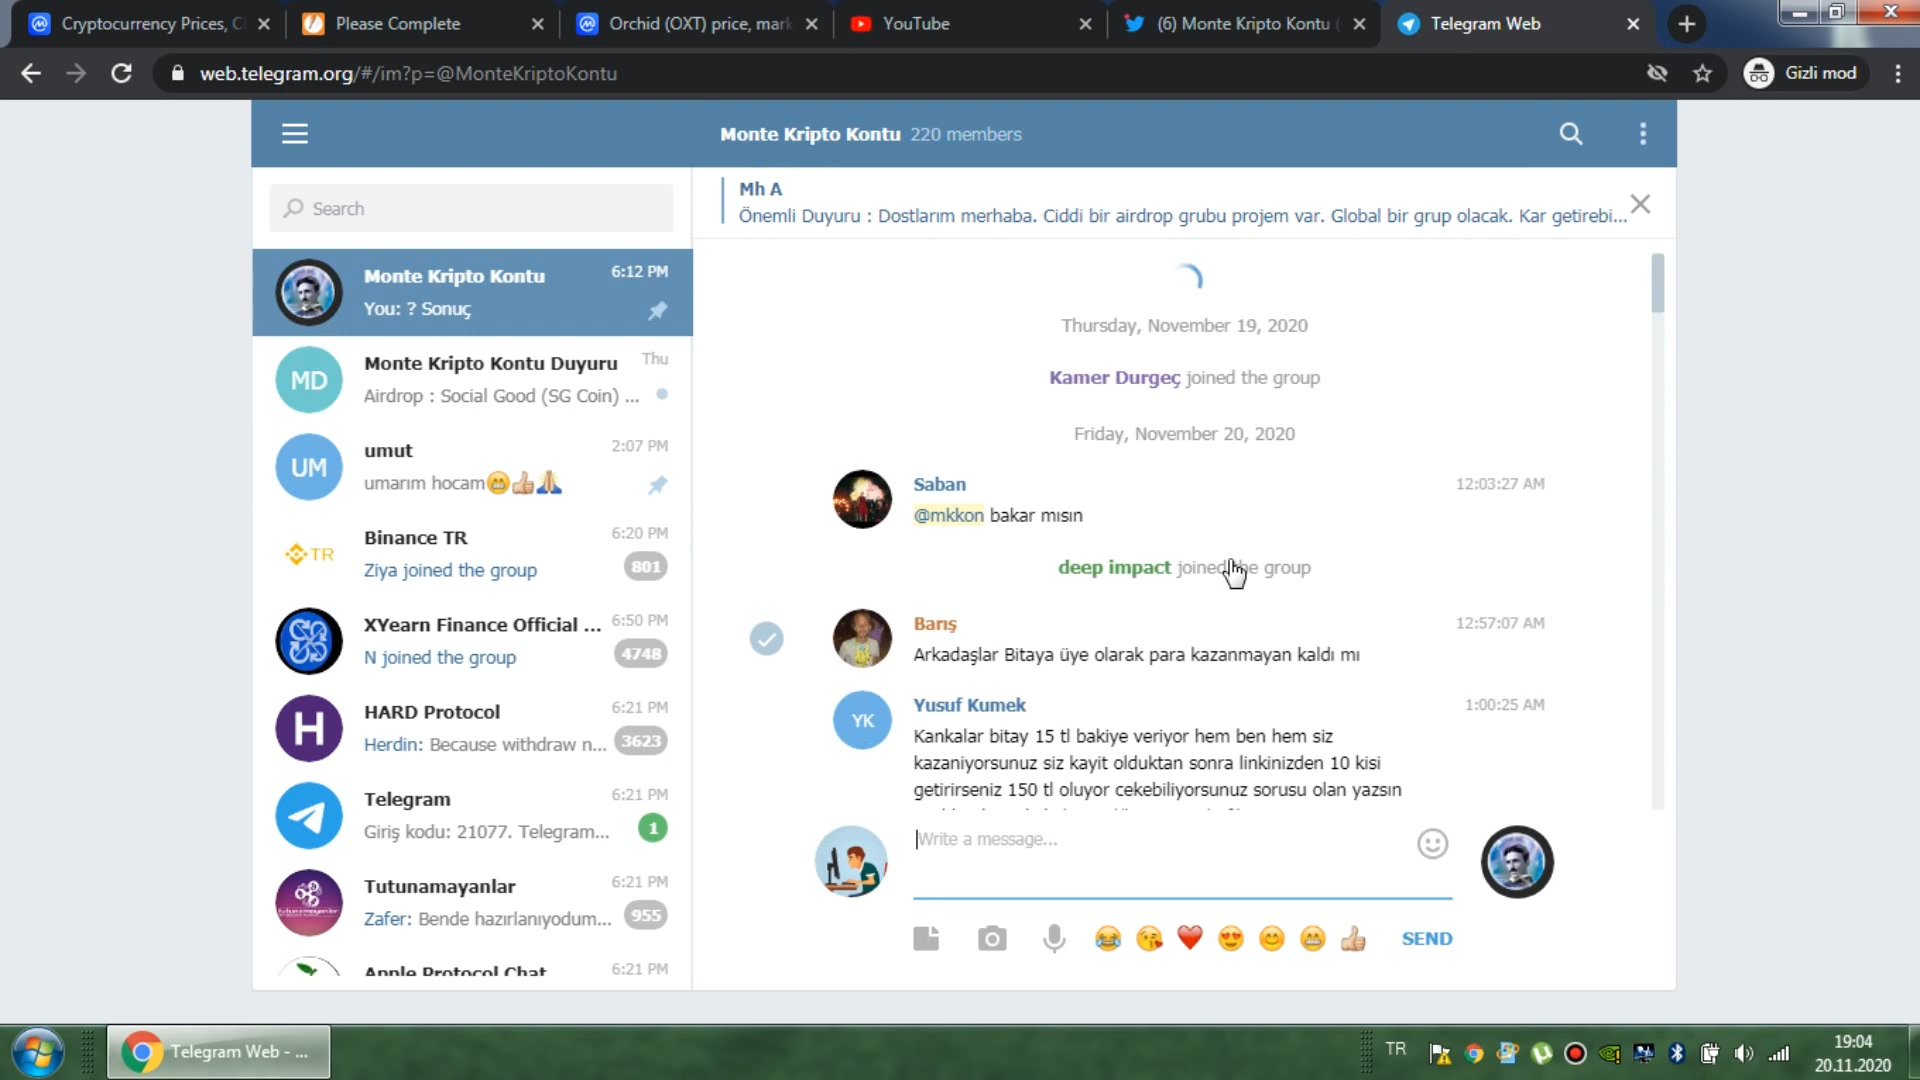 Cryptocurrency Prices, C
Please Complete
Orchid (OXT) price, mark
YouTube
(6) Monte Kripto Kontu (
Telegram Web
web.telegram.org/#/im?p=@MonteKriptoKontu
Gizli mod
Monte Kripto Kontu 220 members
Search
Mh A
Önemli Duyuru : Dostlarım merhaba. Ciddi bir airdrop grubu projem var. Global bir grup olacak. Kar getirebi...
Monte Kripto Kontu 6:12 PM
You: ? Sonuç
MD
Monte Kripto Kontu Duyuru Thu
Airdrop : Social Good (SG Coin) ...
UM
umut 2:07 PM
umarım hocam😁👍🙏
TR
Binance TR 6:20 PM
Ziya joined the group 801
XYearn Finance Official ... 6:50 PM
N joined the group 4748
H
HARD Protocol 6:21 PM
Herdin: Because withdraw n... 3623
Telegram 6:21 PM
Giriş kodu: 21077. Telegram... 1
Tutunamayanlar 6:21 PM
Zafer: Bende hazırlanıyodum... 955
Apple Protocol Chat 6:21 PM
Thursday, November 19, 2020
Kamer Durgeç joined the group
Friday, November 20, 2020
Saban 12:03:27 AM
@mkkon bakar mısın
deep impact joined the group
Barış 12:57:07 AM
Arkadaşlar Bitaya üye olarak para kazanmayan kaldı mı
YK
Yusuf Kumek 1:00:25 AM
Kankalar bitay 15 tl bakiye veriyor hem ben hem siz
kazaniyorsunuz siz kayit olduktan sonra linkinizden 10 kisi
getirirseniz 150 tl oluyor cekebiliyorsunuz sorusu olan yazsın
Write a message...
SEND
Telegram Web - ...
TR
19:04
20.11.2020